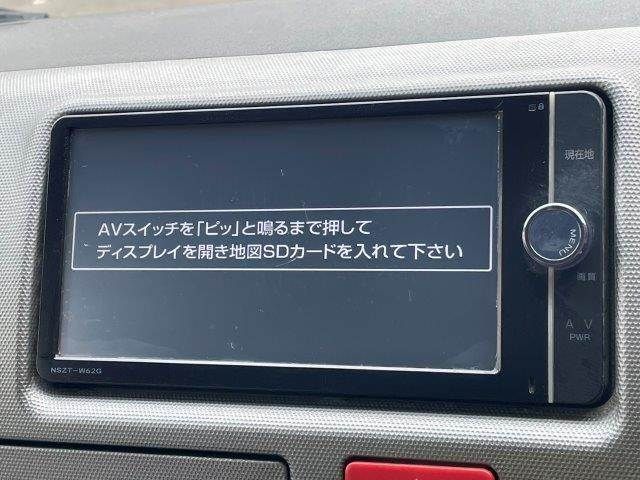 現在地
AVスイッチを「ピッ」と鳴るまで押して
ディスプレイを開き地図SDカードを入れて下さい
MENU
画質
AV
PWR
NSZT-W62G